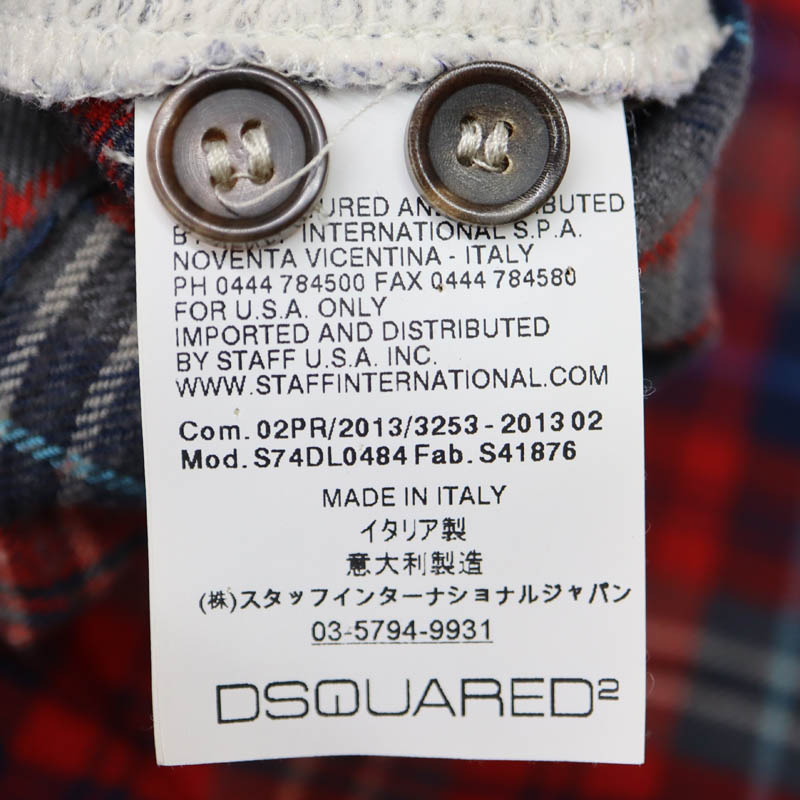 URED AND BUTED
INTERNATIONAL S.P.A.
NOVENTA VICENTINA - ITALY
PH 0444 784500 FAX 0444 784580
FOR U.S.A. ONLY
IMPORTED AND DISTRIBUTED
BY STAFF U.S.A. INC.
WWW.STAFFINTERNATIONAL.COM
Com. 02PR/2013/3253 - 2013 02
Mod. S74DL0484 Fab. S41876
MADE IN ITALY
イタリア製
意大利製造
(株)スタッフインターナショナルジャパン
03-5794-9931
DSQUARED²